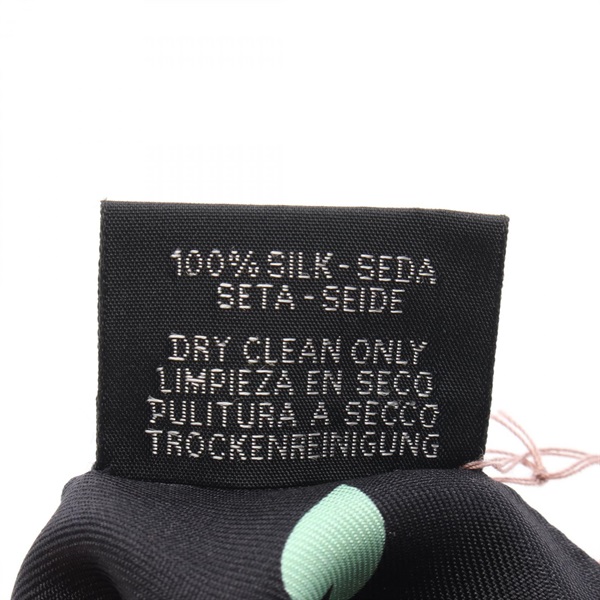 100% SILK-SEDA
SETA-SEIDE
DRY CLEAN ONLY
LIMPIEZA EN SECO
PULITURA A SECCO
TROCKENREINIGUNG